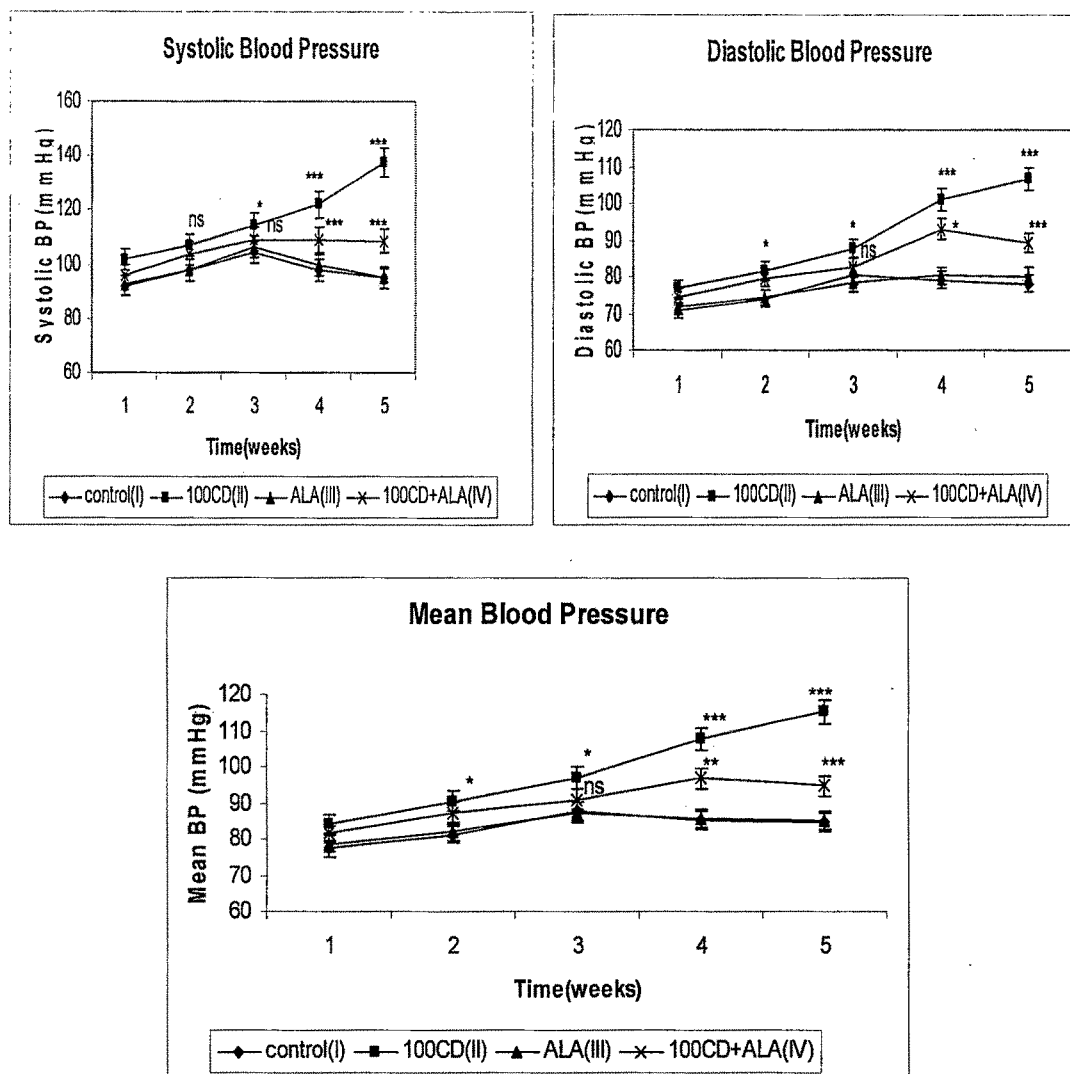 Systolic Blood Pressure
Systolic BP (mmHg)
160
140
120
100
80
60
ns
*
ns
***
***
***
***
1 2 3 4 5
Time(weeks)
control(I) 100CD(II) ALA(III) 100CD+ALA(IV)
Diastolic Blood Pressure
Diastolic BP (mmHg)
120
110
100
90
80
70
60
*
*
ns
***
*
***
***
1 2 3 4 5
Time(weeks)
control(I) 100CD(II) ALA(III) 100CD+ALA(IV)
Mean Blood Pressure
Mean BP (mmHg)
120
110
100
90
80
70
60
*
*
ns
***
**
***
***
1 2 3 4 5
Time(weeks)
control(I) 100CD(II) ALA(III) 100CD+ALA(IV)